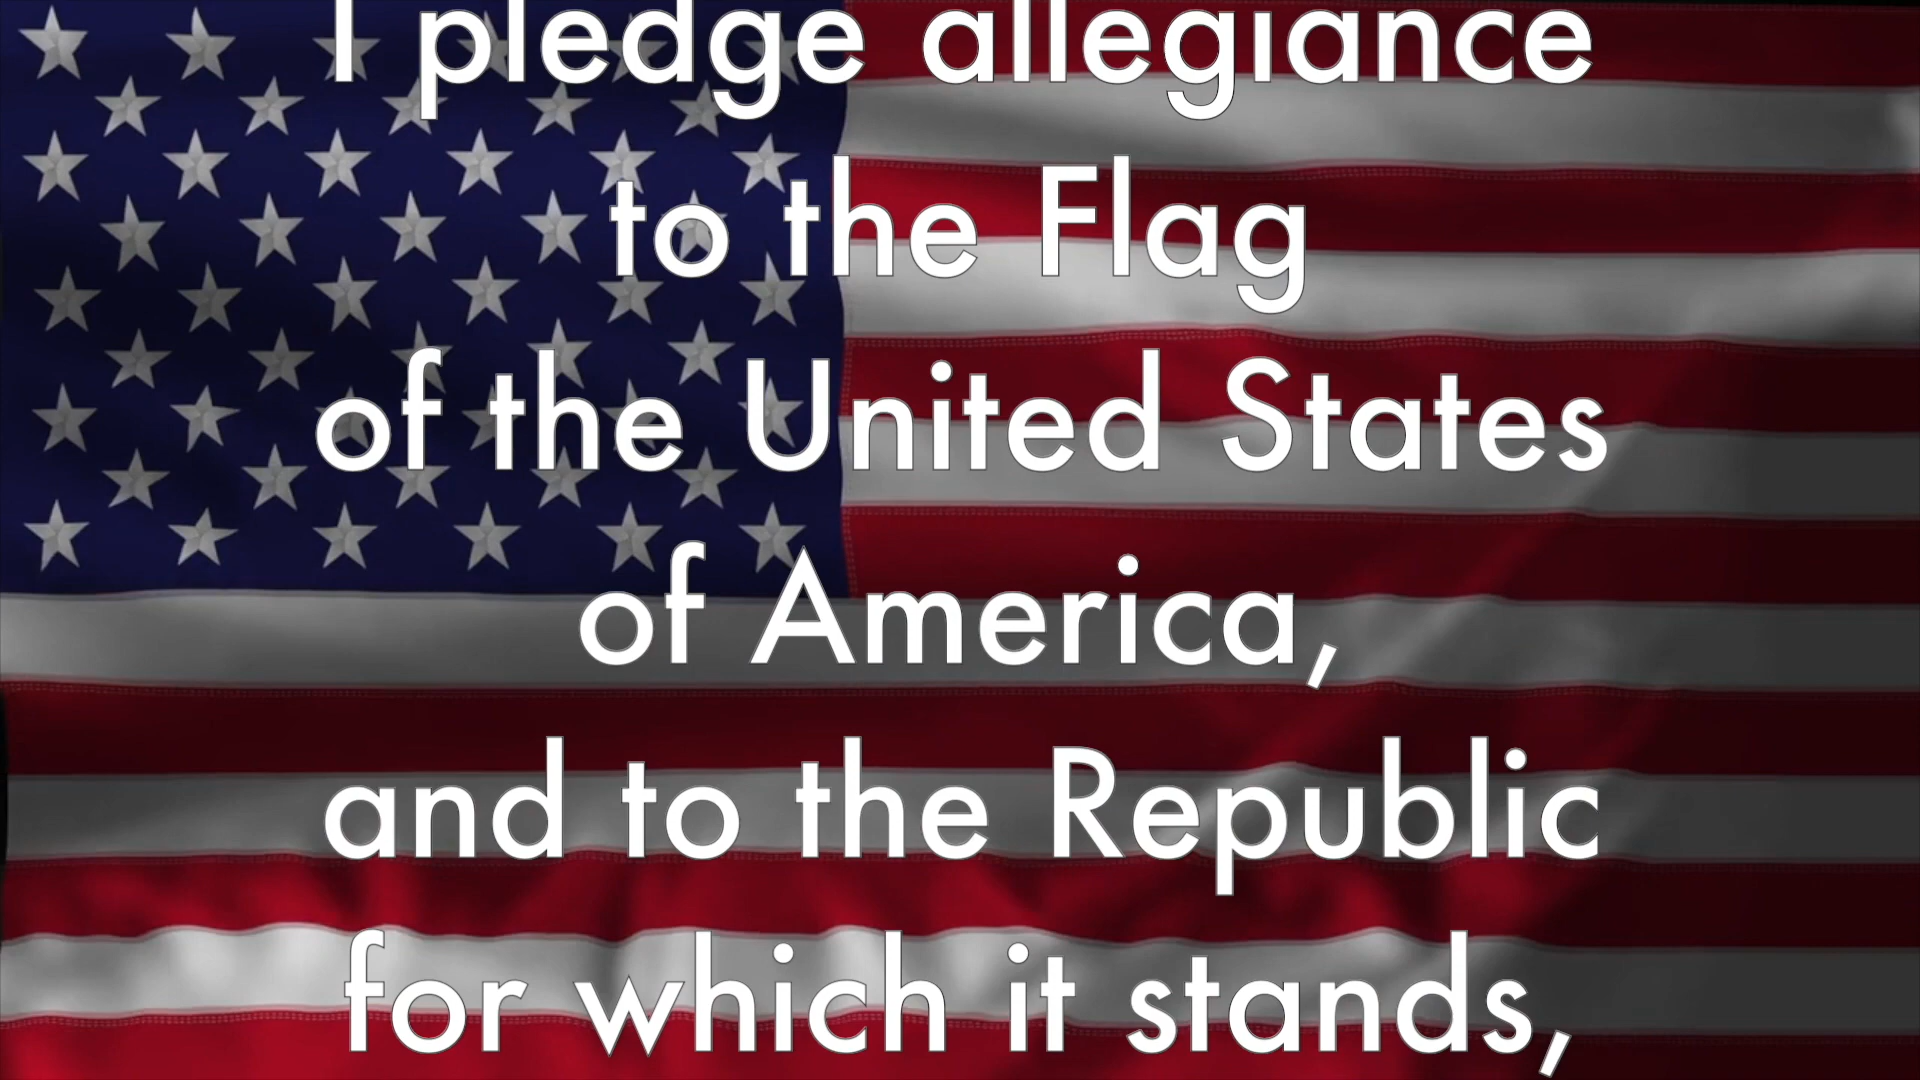 I pledge allegiance
to the Flag
of the United States
of America,
and to the Republic
for which it stands,